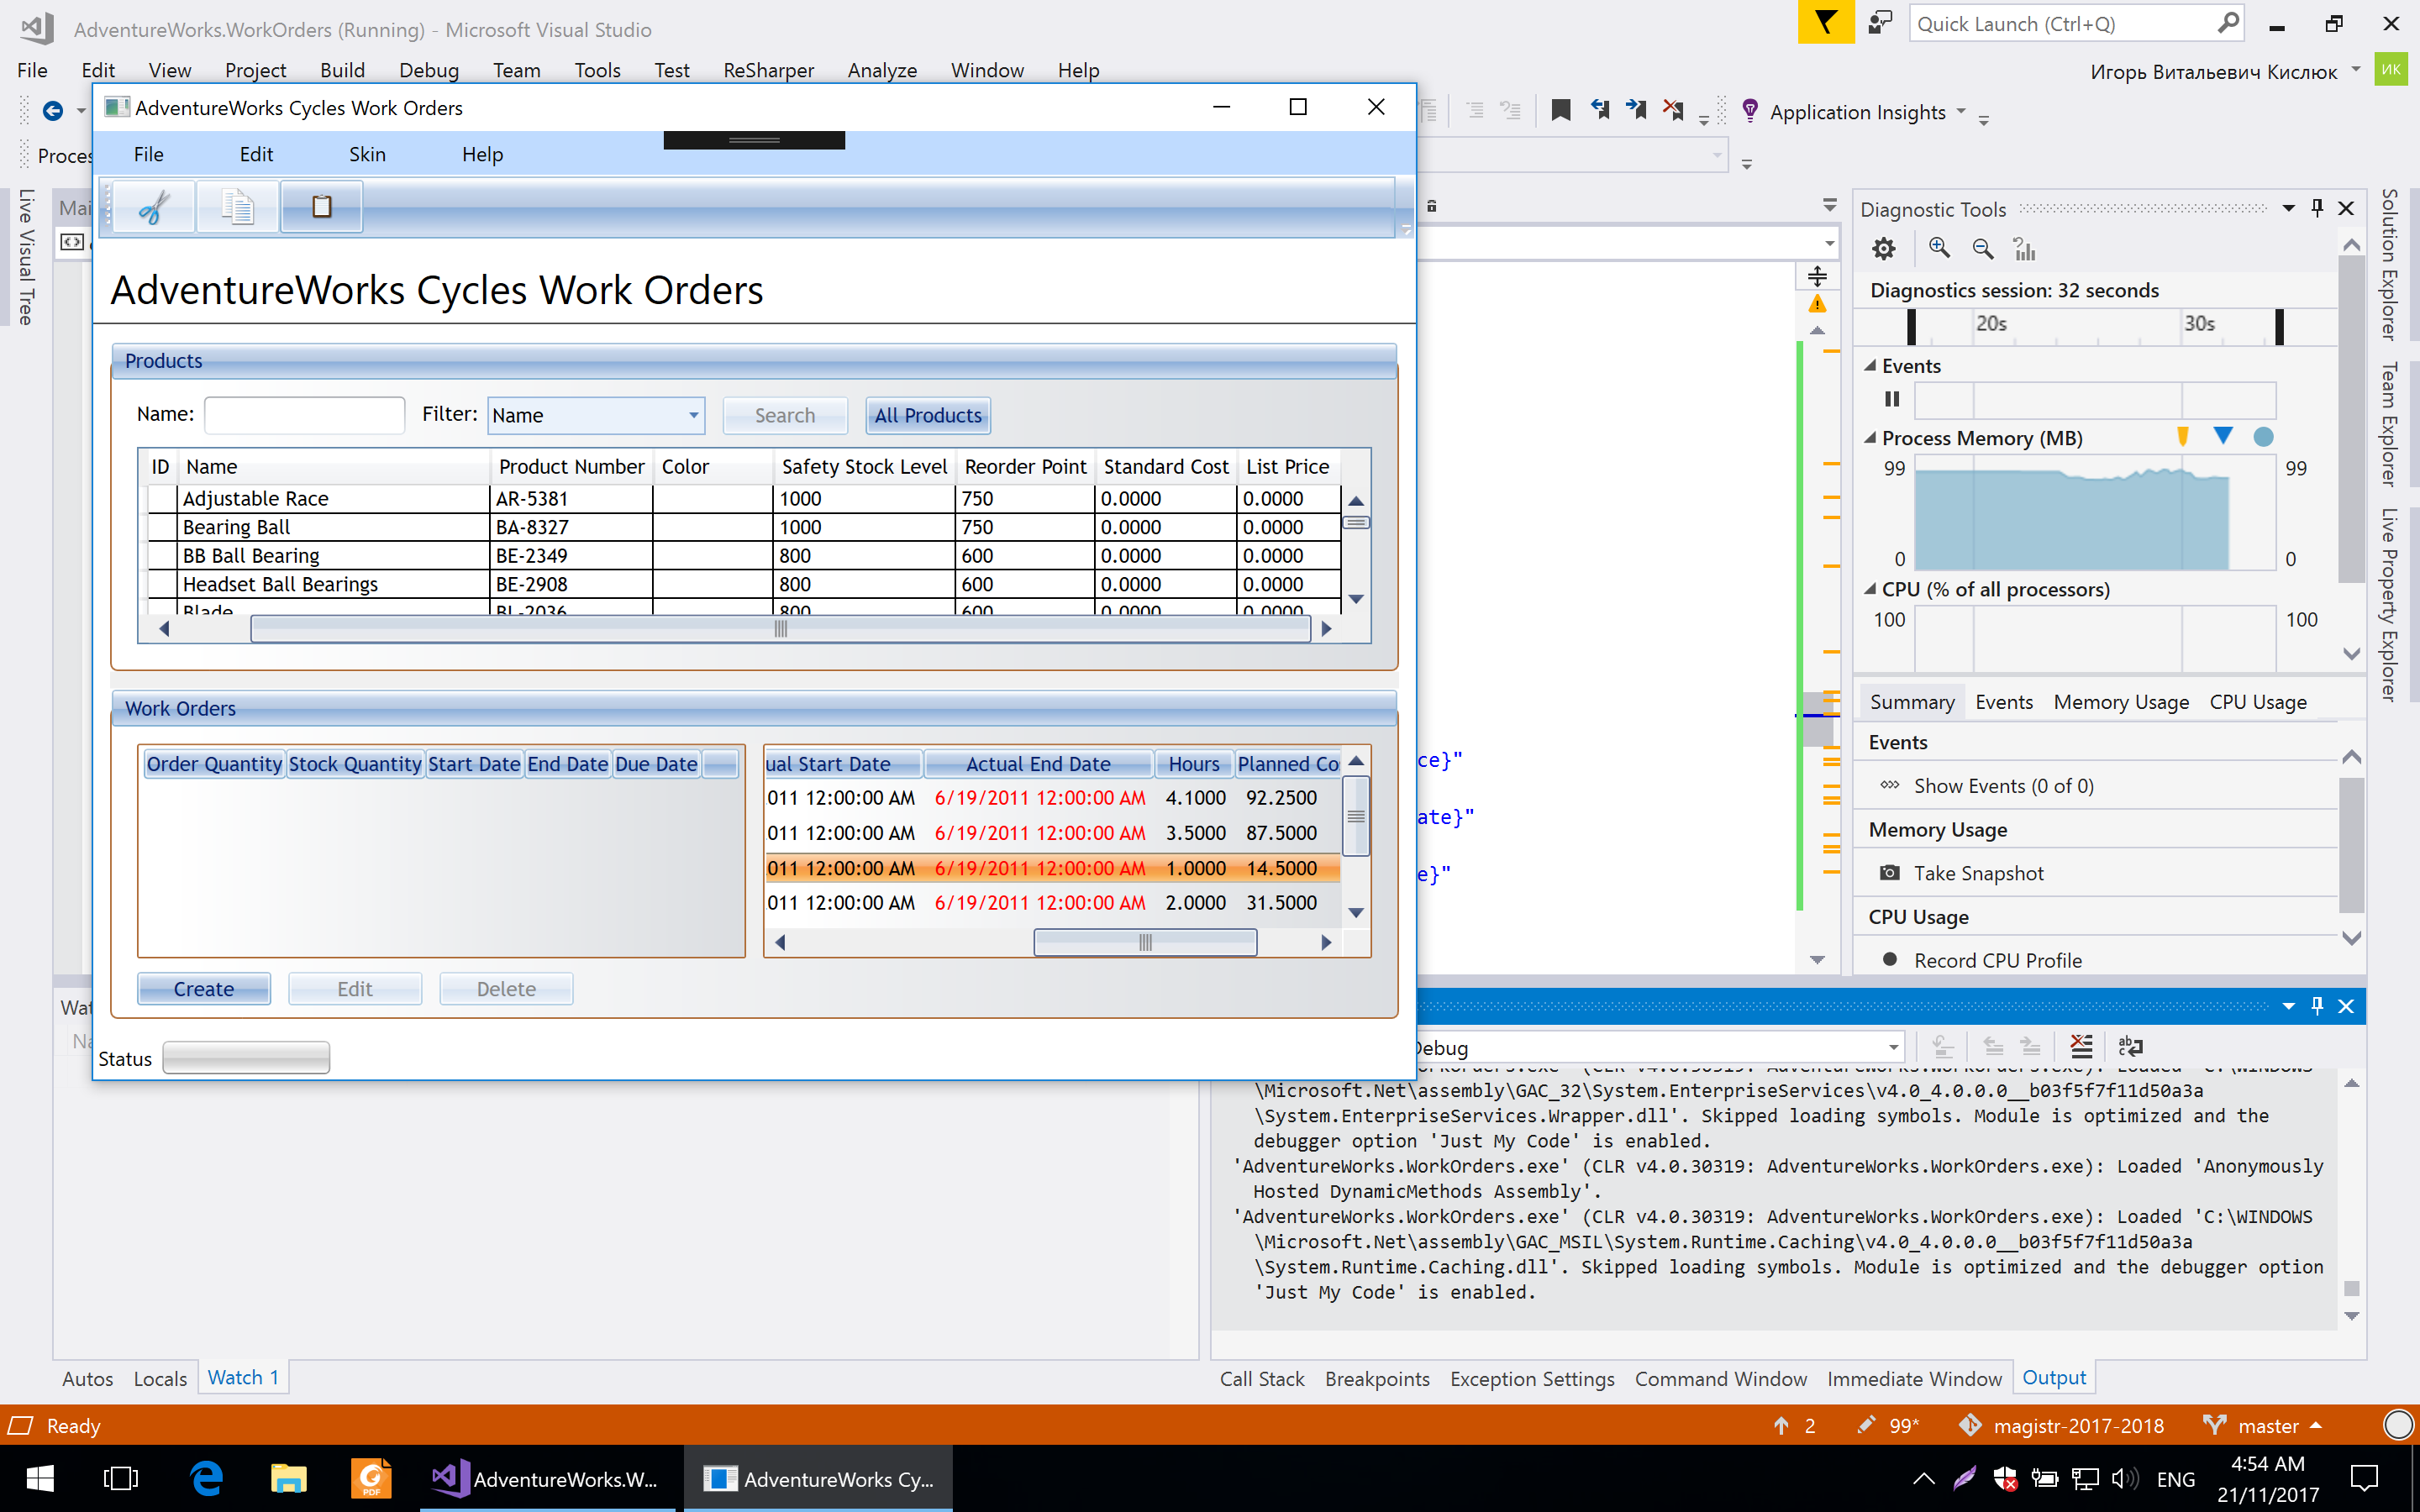 AdventureWorks.WorkOrders (Running) - Microsoft Visual Studio
Quick Launch (Ctrl+Q)
File Edit View Project Build Debug Team Tools Test ReSharper Analyze Window Help
Игорь Витальевич Кислюк
ИК
AdventureWorks Cycles Work Orders
Application Insights
File Edit Skin Help
Live Visual Tree
AdventureWorks Cycles Work Orders
Products
Name: Filter: Name Search All Products
ID Name Product Number Color Safety Stock Level Reorder Point Standard Cost List Price
Adjustable Race AR-5381 1000 750 0.0000 0.0000
Bearing Ball BA-8327 1000 750 0.0000 0.0000
BB Ball Bearing BE-2349 800 600 0.0000 0.0000
Headset Ball Bearings BE-2908 800 600 0.0000 0.0000
Blade BL-2036 800 600 0.0000 0.0000
Work Orders
Order Quantity Stock Quantity Start Date End Date Due Date
ual Start Date Actual End Date Hours Planned Co
011 12:00:00 AM 6/19/2011 12:00:00 AM 4.1000 92.2500
011 12:00:00 AM 6/19/2011 12:00:00 AM 3.5000 87.5000
011 12:00:00 AM 6/19/2011 12:00:00 AM 1.0000 14.5000
011 12:00:00 AM 6/19/2011 12:00:00 AM 2.0000 31.5000
Create Edit Delete
Status
ce}"
ate}"
e}"
Diagnostic Tools
Diagnostics session: 32 seconds
20s 30s
Events
Process Memory (MB)
99 99
0 0
CPU (% of all processors)
100 100
Summary Events Memory Usage CPU Usage
Events
Show Events (0 of 0)
Memory Usage
Take Snapshot
CPU Usage
Record CPU Profile
Solution Explorer
Team Explorer
Live Property Explorer
Debug
\Microsoft.Net\assembly\GAC_32\System.EnterpriseServices\v4.0_4.0.0.0__b03f5f7f11d50a3a
\System.EnterpriseServices.Wrapper.dll'. Skipped loading symbols. Module is optimized and the
debugger option 'Just My Code' is enabled.
'AdventureWorks.WorkOrders.exe' (CLR v4.0.30319: AdventureWorks.WorkOrders.exe): Loaded 'Anonymously
Hosted DynamicMethods Assembly'.
'AdventureWorks.WorkOrders.exe' (CLR v4.0.30319: AdventureWorks.WorkOrders.exe): Loaded 'C:\WINDOWS
\Microsoft.Net\assembly\GAC_MSIL\System.Runtime.Caching\v4.0_4.0.0.0__b03f5f7f11d50a3a
\System.Runtime.Caching.dll'. Skipped loading symbols. Module is optimized and the debugger option
'Just My Code' is enabled.
Autos Locals Watch 1
Call Stack Breakpoints Exception Settings Command Window Immediate Window Output
Ready
2 99* magistr-2017-2018 master
AdventureWorks.W... AdventureWorks Cy...
PDF
ENG
4:54 AM
21/11/2017